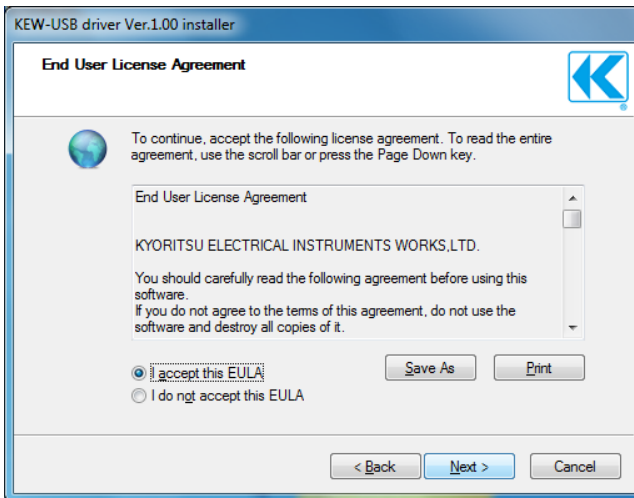 KEW-USB driver Ver.1.00 installer
End User License Agreement
To continue, accept the following license agreement. To read the entire
agreement, use the scroll bar or press the Page Down key.
End User License Agreement
KYORITSU ELECTRICAL INSTRUMENTS WORKS,LTD.
You should carefully read the following agreement before using this
software.
If you do not agree to the terms of this agreement, do not use the
software and destroy all copies of it.
I accept this EULA
Save As
Print
I do not accept this EULA
< Back
Next >
Cancel